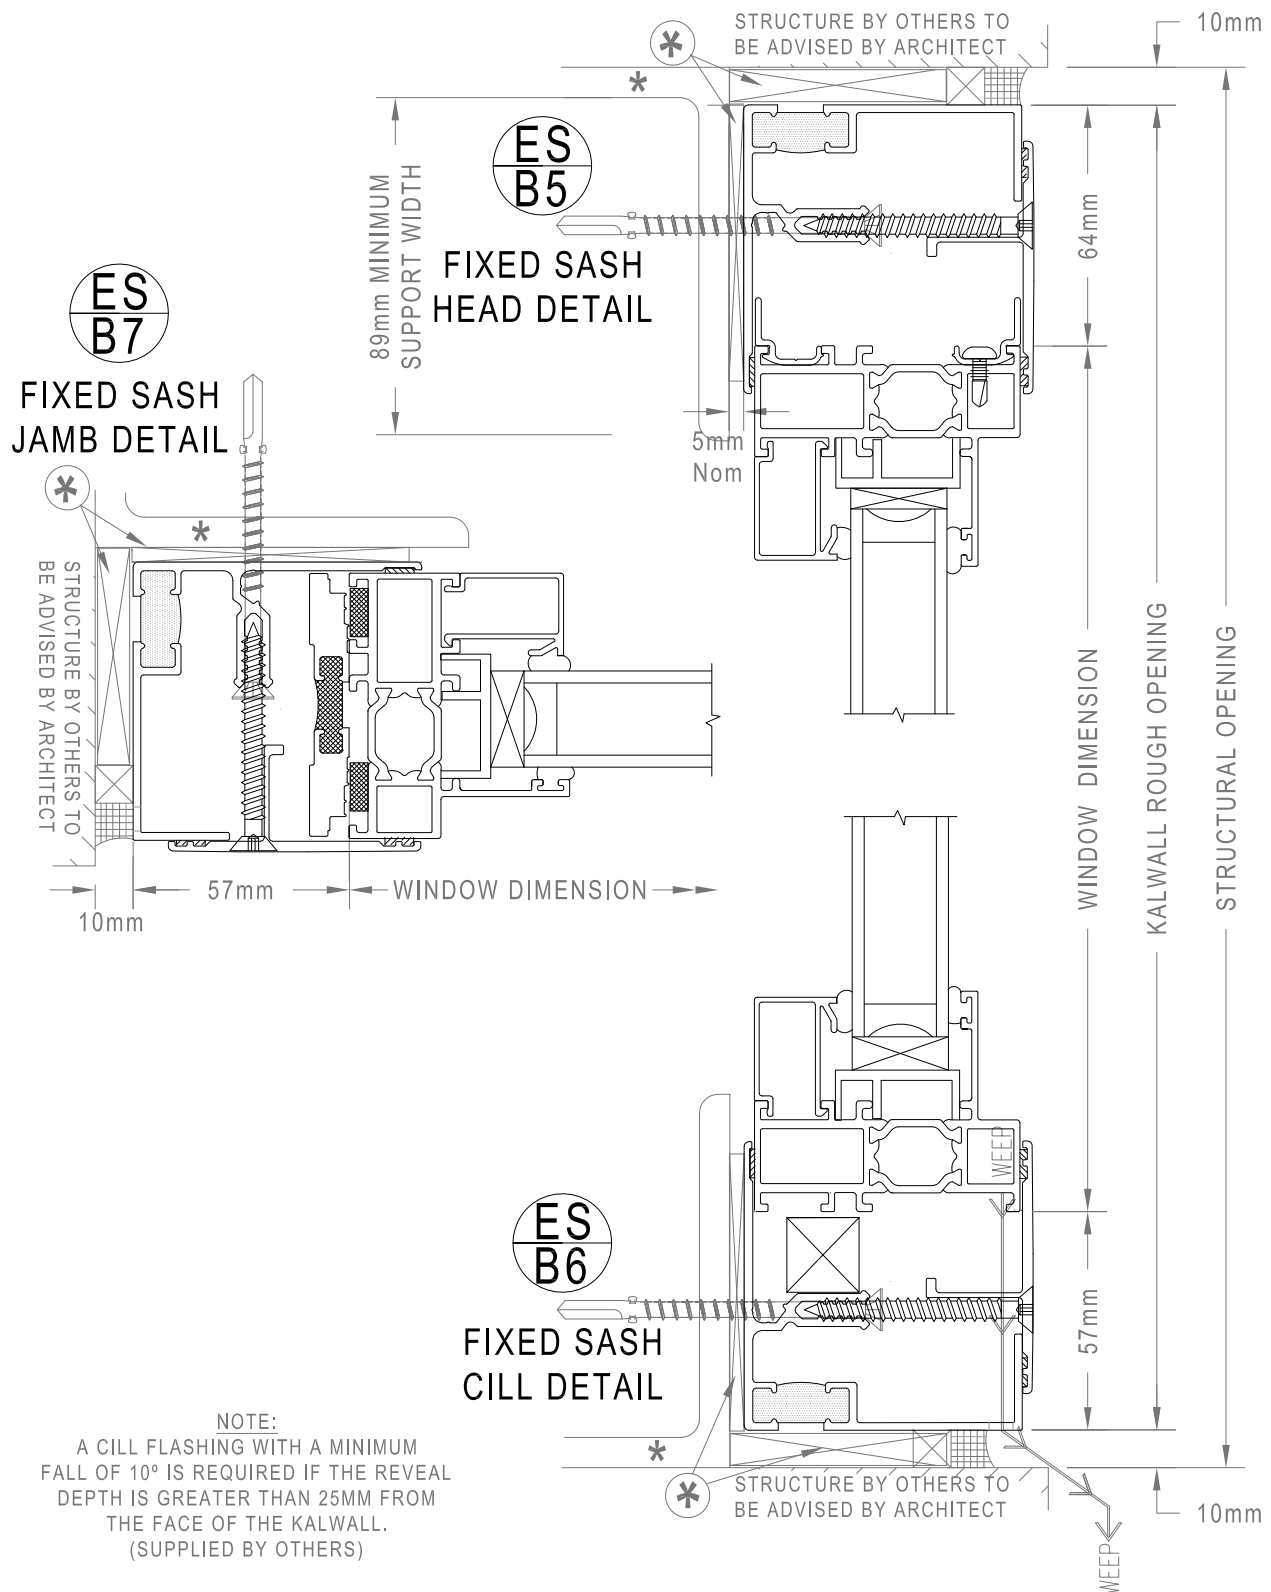 STRUCTURE BY OTHERS TO
BE ADVISED BY ARCHITECT
10mm
*
*
ES
B5
FIXED SASH
HEAD DETAIL
89mm MINIMUM
SUPPORT WIDTH
64mm
5mm
Nom
ES
B7
FIXED SASH
JAMB DETAIL
*
*
STRUCTURE BY OTHERS TO
BE ADVISED BY ARCHITECT
57mm
WINDOW DIMENSION
10mm
WINDOW DIMENSION
KALWALL ROUGH OPENING
STRUCTURAL OPENING
WEEP
ES
B6
FIXED SASH
CILL DETAIL
57mm
*
*
STRUCTURE BY OTHERS TO
BE ADVISED BY ARCHITECT
10mm
WEEP
NOTE:
A CILL FLASHING WITH A MINIMUM
FALL OF 10º IS REQUIRED IF THE REVEAL
DEPTH IS GREATER THAN 25MM FROM
THE FACE OF THE KALWALL.
(SUPPLIED BY OTHERS)